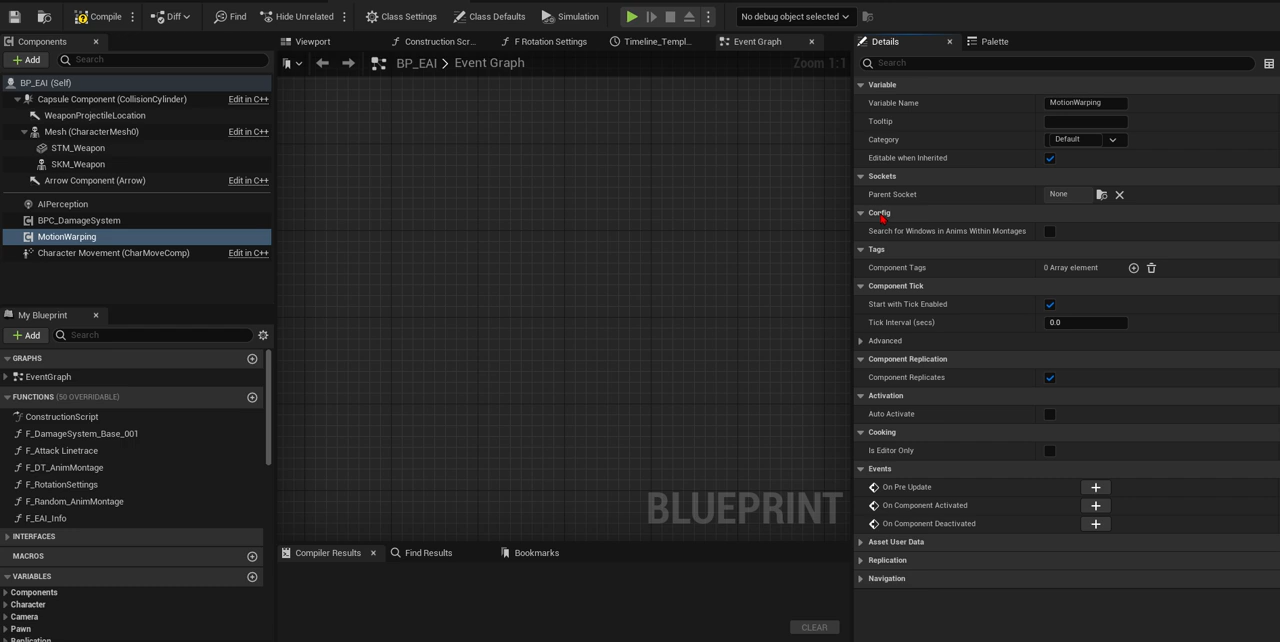 Compile
Diff
Find
Hide Unrelated
Class Settings
Class Defaults
Simulation
No debug object selected
Components
Add
Search
BP_EAI (Self)
Capsule Component (CollisionCylinder) Edit in C++
WeaponProjectileLocation
Mesh (CharacterMesh0) Edit in C++
STM_Weapon
SKM_Weapon
Arrow Component (Arrow) Edit in C++
AIPerception
BPC_DamageSystem
MotionWarping
Character Movement (CharMoveComp) Edit in C++
My Blueprint
Add
Search
GRAPHS
EventGraph
FUNCTIONS (50 OVERRIDABLE)
ConstructionScript
F_DamageSystem_Base_001
F_Attack Linetrace
F_DT_AnimMontage
F_RotationSettings
F_Random_AnimMontage
F_EAI_Info
INTERFACES
MACROS
VARIABLES
Components
Character
Camera
Pawn
Replication
Viewport
Construction Scr...
F Rotation Settings
Timeline_Templ...
Event Graph
BP_EAI > Event Graph
Zoom 1:1
BLUEPRINT
Compiler Results
Find Results
Bookmarks
CLEAR
Details
Palette
Search
Variable
Variable Name MotionWarping
Tooltip
Category Default
Editable when Inherited
Sockets
Parent Socket None
Config
Search for Windows in Anims Within Montages
Tags
Component Tags 0 Array element
Component Tick
Start with Tick Enabled
Tick Interval (secs) 0.0
Advanced
Component Replication
Component Replicates
Activation
Auto Activate
Cooking
Is Editor Only
Events
On Pre Update
On Component Activated
On Component Deactivated
Asset User Data
Replication
Navigation